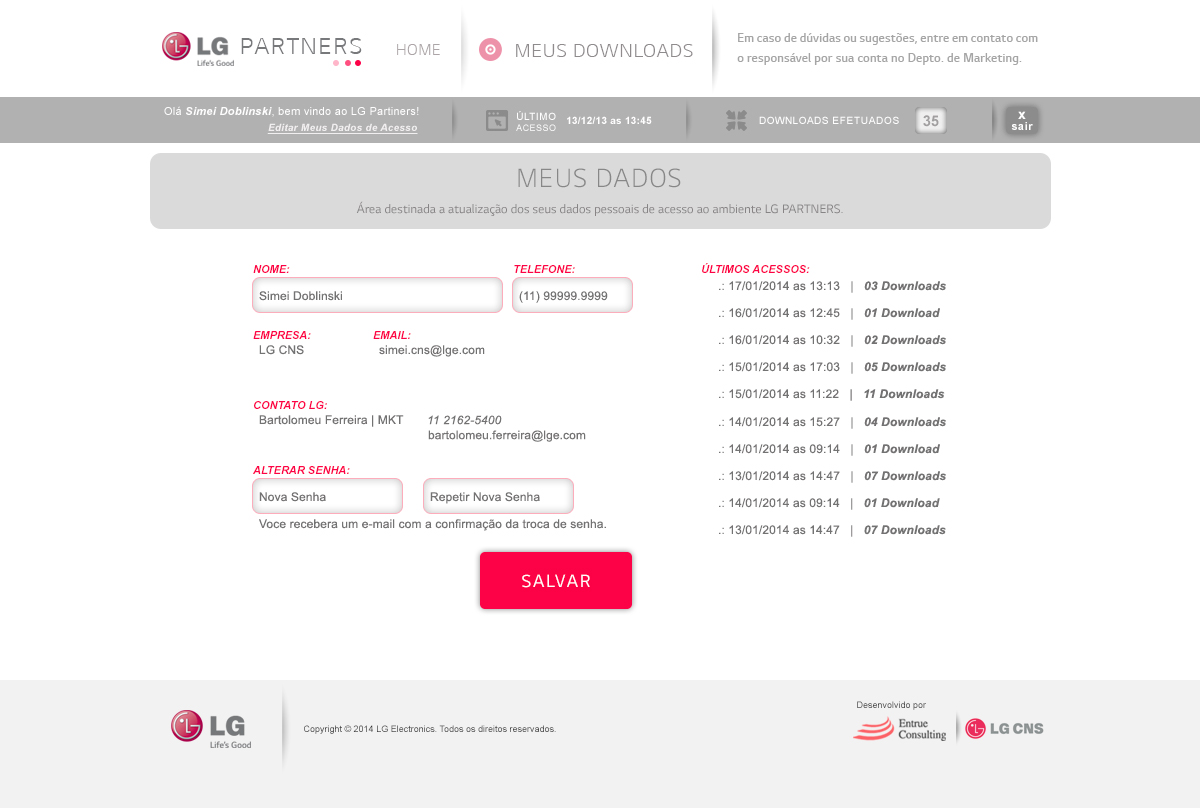 LG PARTNERS
Life's Good
HOME
MEUS DOWNLOADS
Em caso de dúvidas ou sugestões, entre em contato com
o responsável por sua conta no Depto. de Marketing.
Olá Simei Doblinski, bem vindo ao LG Partners!
Editar Meus Dados de Acesso
ÚLTIMO
ACESSO
13/12/13 as 13:45
DOWNLOADS EFETUADOS
35
x
sair
MEUS DADOS
Área destinada a atualização dos seus dados pessoais de acesso ao ambiente LG PARTNERS.
NOME:
Simei Doblinski
TELEFONE:
(11) 99999.9999
EMPRESA:
LG CNS
EMAIL:
simei.cns@lge.com
CONTATO LG:
Bartolomeu Ferreira | MKT
11 2162-5400
bartolomeu.ferreira@lge.com
ALTERAR SENHA:
Nova Senha
Repetir Nova Senha
Voce recebera um e-mail com a confirmação da troca de senha.
SALVAR
ÚLTIMOS ACESSOS:
.: 17/01/2014 as 13:13 | 03 Downloads
.: 16/01/2014 as 12:45 | 01 Download
.: 16/01/2014 as 10:32 | 02 Downloads
.: 15/01/2014 as 17:03 | 05 Downloads
.: 15/01/2014 as 11:22 | 11 Downloads
.: 14/01/2014 as 15:27 | 04 Downloads
.: 14/01/2014 as 09:14 | 01 Download
.: 13/01/2014 as 14:47 | 07 Downloads
.: 14/01/2014 as 09:14 | 01 Download
.: 13/01/2014 as 14:47 | 07 Downloads
LG
Life's Good
Copyright © 2014 LG Electronics. Todos os direitos reservados.
Desenvolvido por
Entrue
Consulting
LG CNS